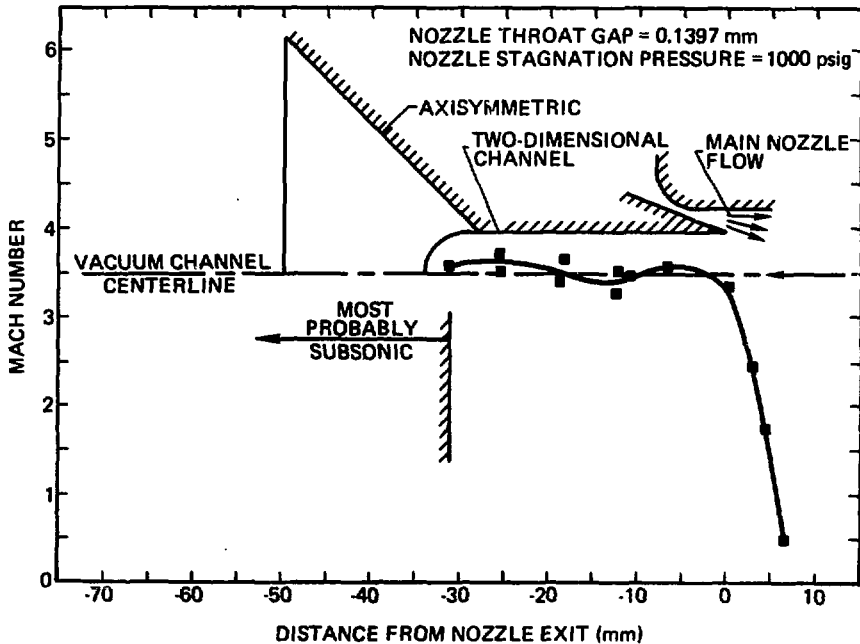 NOZZLE THROAT GAP = 0.1397 mm
NOZZLE STAGNATION PRESSURE = 1000 psig
AXISYMMETRIC
TWO-DIMENSIONAL
CHANNEL
MAIN NOZZLE
FLOW
VACUUM CHANNEL
CENTERLINE
MOST
PROBABLY
SUBSONIC
MACH NUMBER
6
5
4
3
2
1
0
-70
-60
-50
-40
-30
-20
-10
0
10
DISTANCE FROM NOZZLE EXIT (mm)